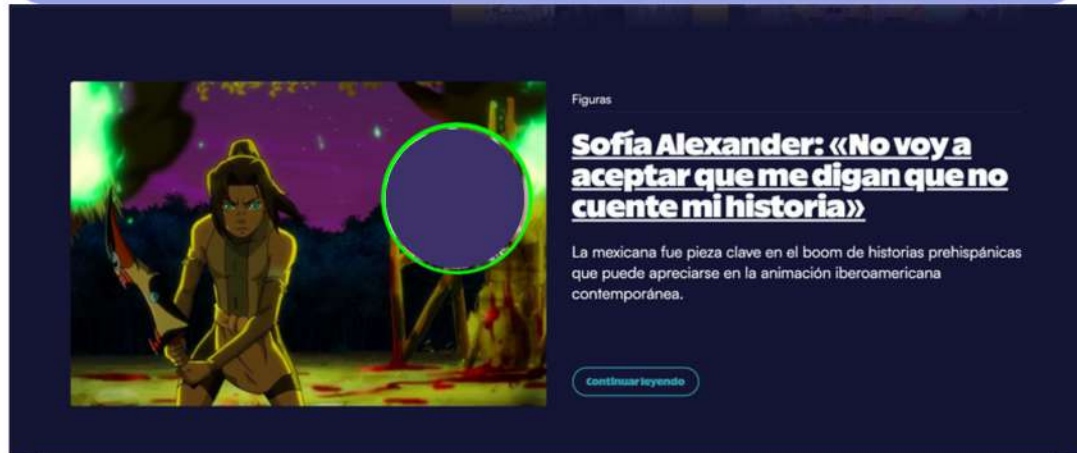 Figuras
Sofía Alexander: «No voy a
aceptar que me digan que no
cuente mi historia»
La mexicana fue pieza clave en el boom de historias prehispánicas
que puede apreciarse en la animación iberoamericana
contemporánea.
Continuar leyendo